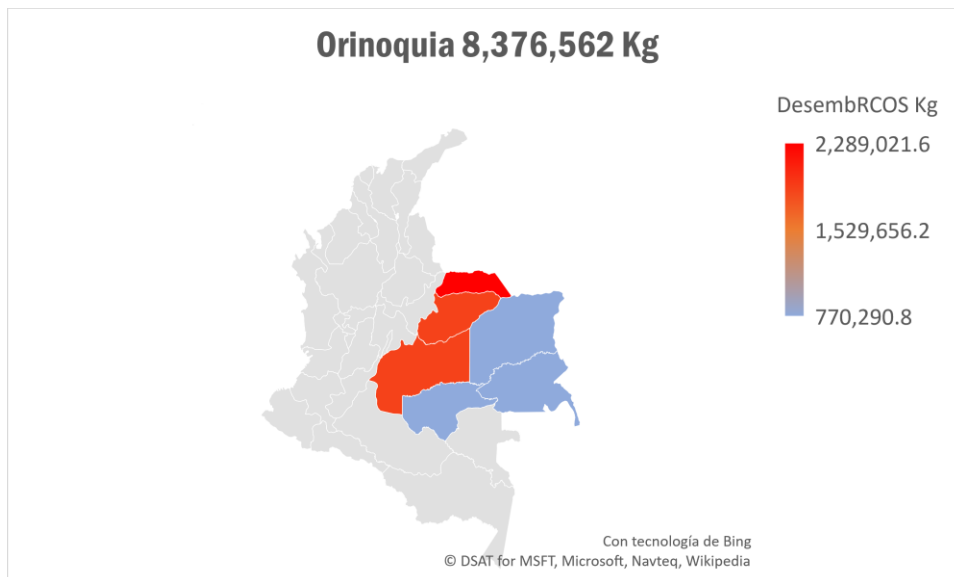 Orinoquia 8,376,562 Kg
DesembRCOS Kg
2,289,021.6
1,529,656.2
770,290.8
Con tecnología de Bing
© DSAT for MSFT, Microsoft, Navteq, Wikipedia